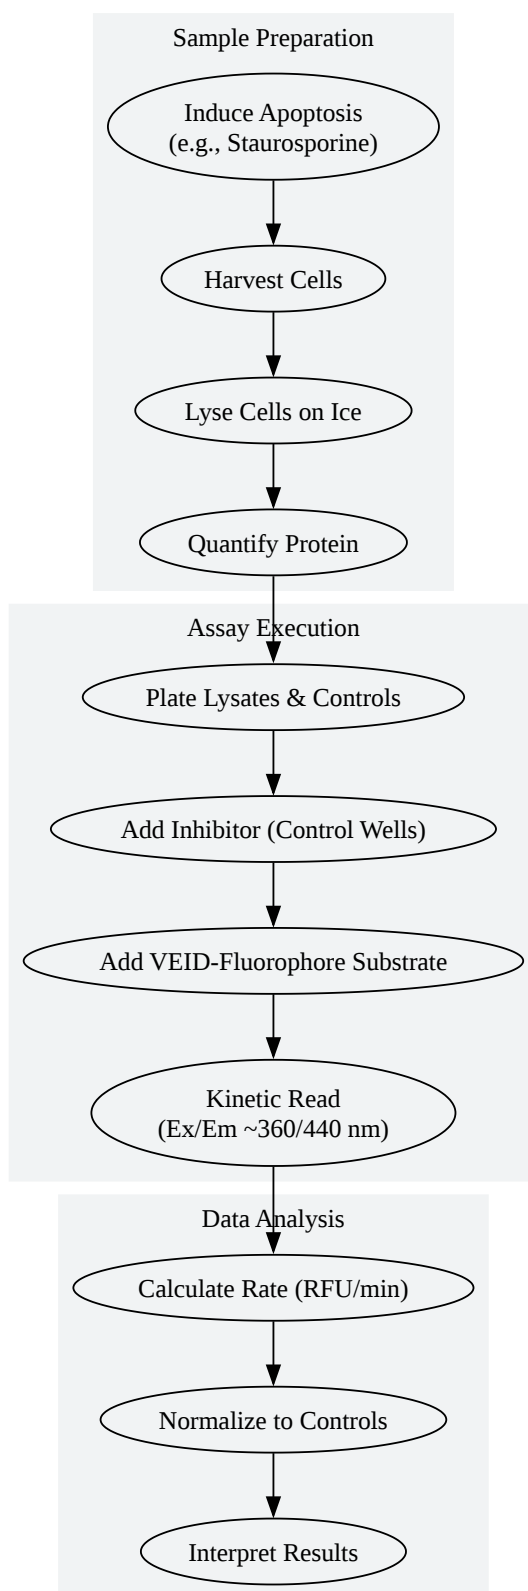 Sample Preparation
Induce Apoptosis
(e.g., Staurosporine)
Harvest Cells
Lyse Cells on Ice
Quantify Protein
Assay Execution
Plate Lysates & Controls
Add Inhibitor (Control Wells)
Add VEID-Fluorophore Substrate
Kinetic Read
(Ex/Em ~360/440 nm)
Data Analysis
Calculate Rate (RFU/min)
Normalize to Controls
Interpret Results